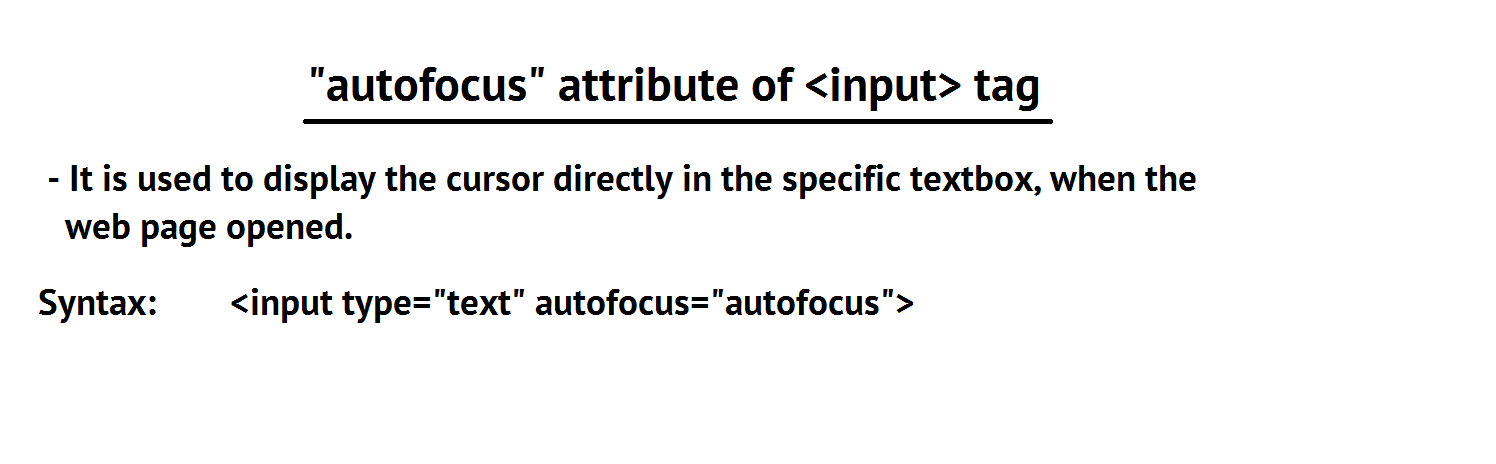 "autofocus" attribute of <input> tag
- It is used to display the cursor directly in the specific textbox, when the
web page opened.
Syntax: <input type="text" autofocus="autofocus">